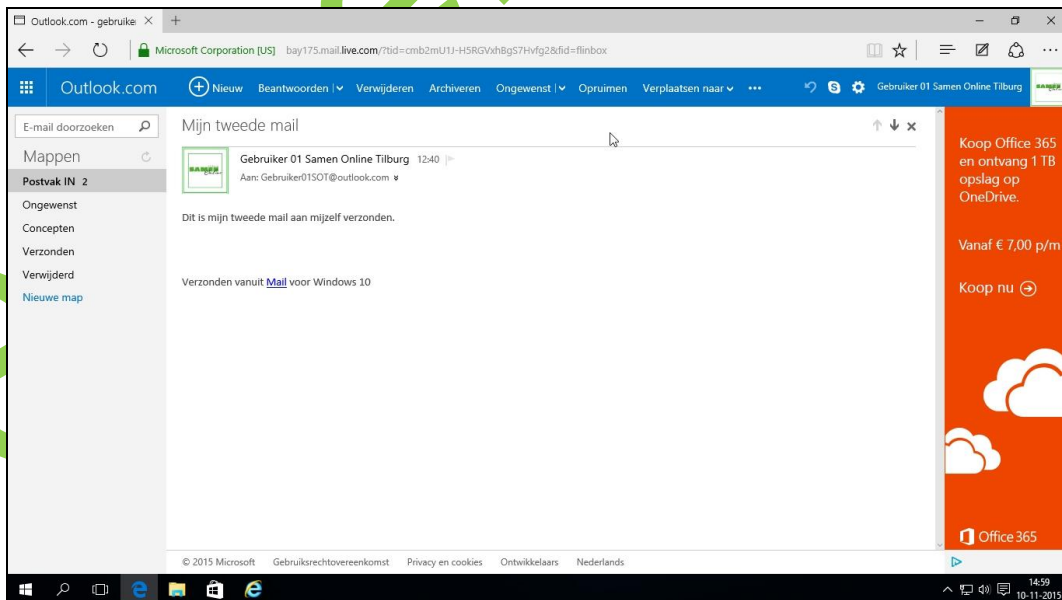 Outlook.com - gebruike
Microsoft Corporation [US] bay175.mail.live.com/?tid=cmb2mU1J-H5RGVxhBgS7Hvfg2&fid=flinbox
Outlook.com Nieuw Beantwoorden Verwijderen Archiveren Ongewenst Opruimen Verplaatsen naar Gebruiker 01 Samen Online Tilburg
E-mail doorzoeken
Mappen
Postvak IN 2
Ongewenst
Concepten
Verzonden
Verwijderd
Nieuwe map
Mijn tweede mail
Gebruiker 01 Samen Online Tilburg 12:40
Aan: Gebruiker01SOT@outlook.com
Dit is mijn tweede mail aan mijzelf verzonden.
Verzonden vanuit Mail voor Windows 10
Koop Office 365
en ontvang 1 TB
opslag op
OneDrive.
Vanaf € 7,00 p/m
Koop nu
Office 365
© 2015 Microsoft Gebruiksrechtovereenkomst Privacy en cookies Ontwikkelaars Nederlands
14:59
10-11-2015